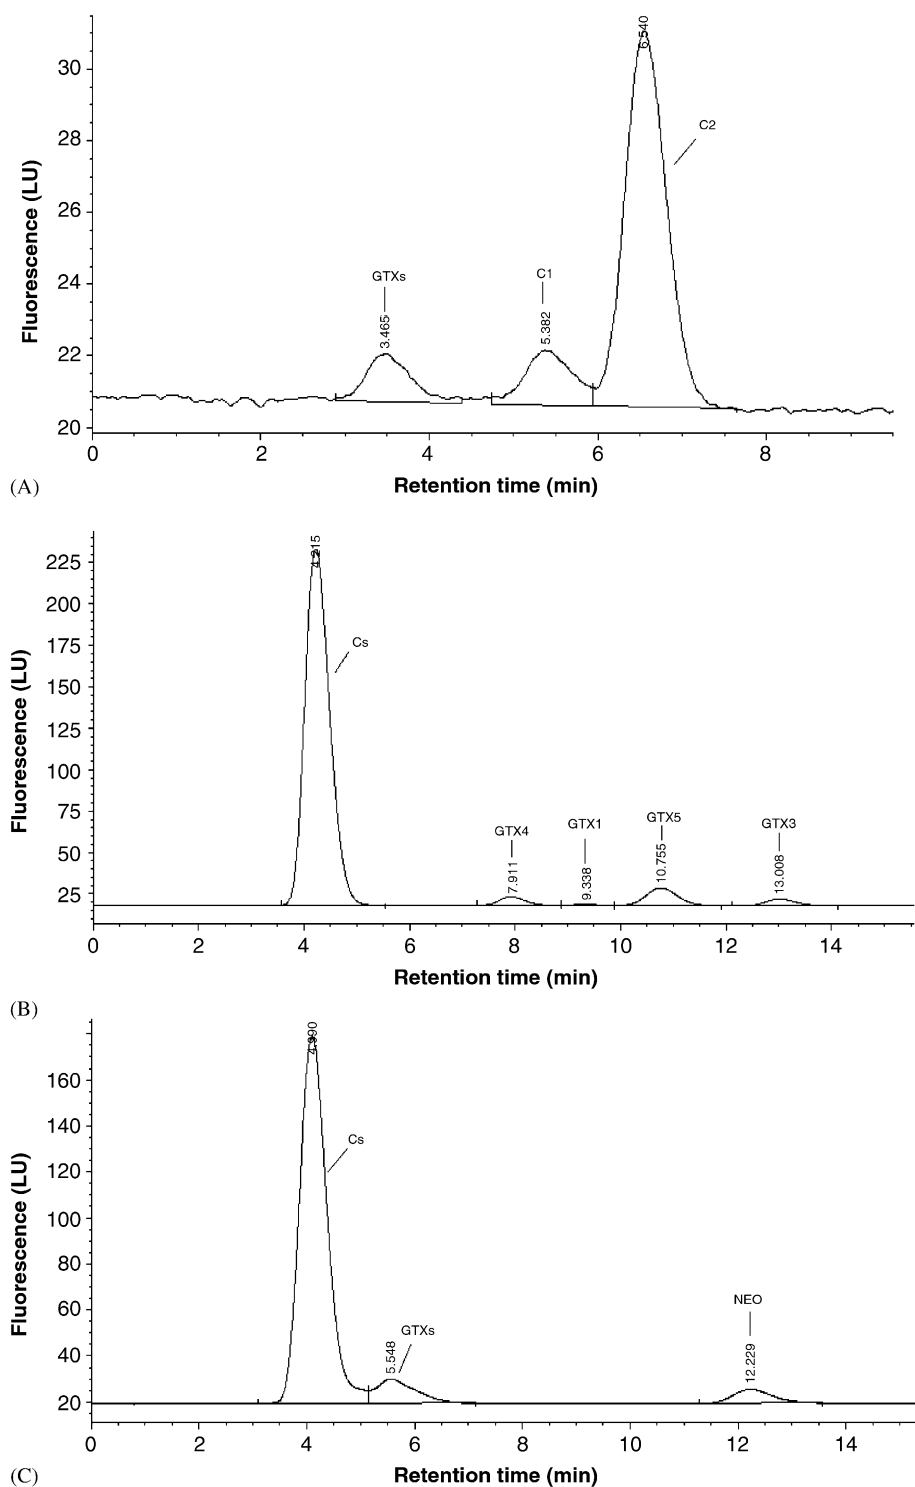 6.540
30
C2
28
26
24
GTXs
C1
3.465
5.382
22
20
Fluorescence (LU)
0 2 4 6 8
Retention time (min)
(A)
4.215
225
200
175
Cs
150
125
100
75
GTX4 GTX1 GTX5 GTX3
7.911 9.338 10.755 13.008
50
25
Fluorescence (LU)
0 2 4 6 8 10 12 14
Retention time (min)
(B)
160
140
Cs
120
100
80
60
NEO
GTXs
5.548
12.229
40
20
Fluorescence (LU)
0 2 4 6 8 10 12 14
Retention time (min)
(C)